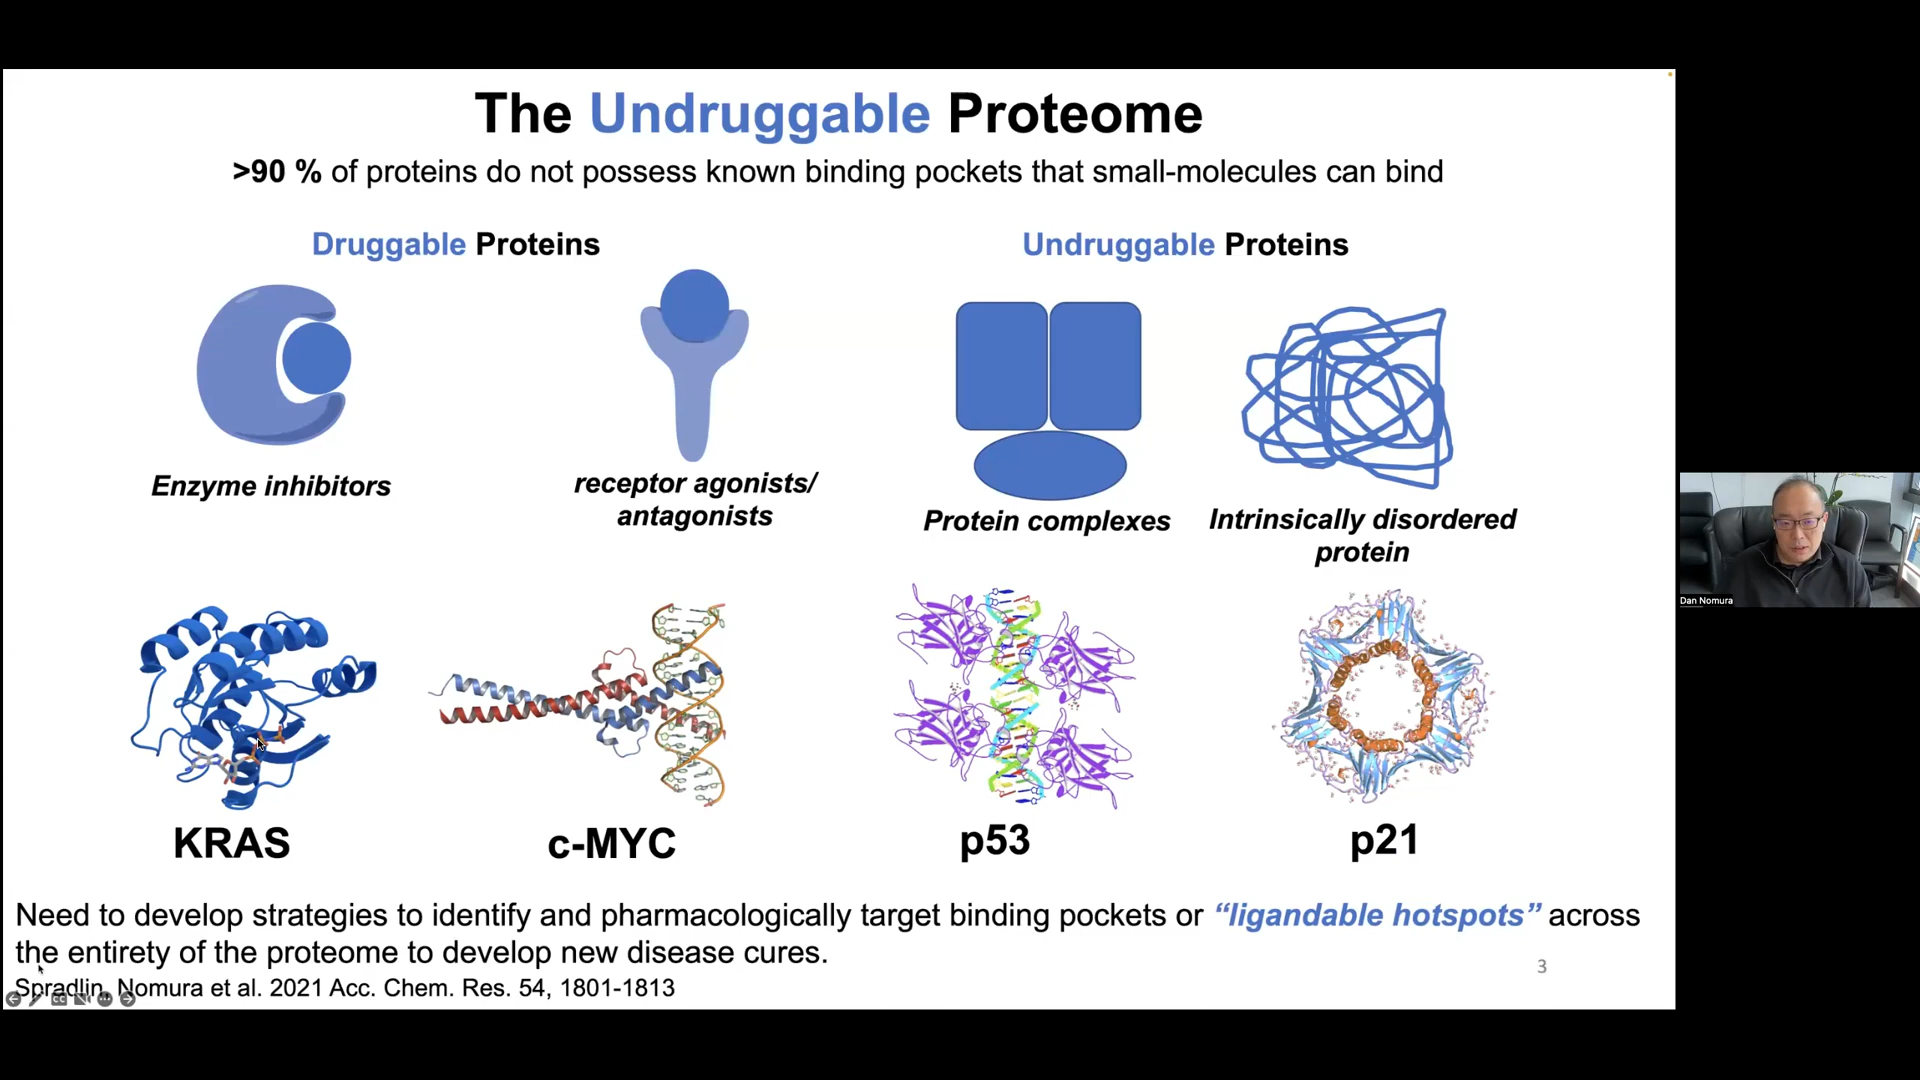 The Undruggable Proteome
>90 % of proteins do not possess known binding pockets that small-molecules can bind
Druggable Proteins
Undruggable Proteins
Enzyme inhibitors
receptor agonists/
antagonists
Protein complexes
Intrinsically disordered
protein
KRAS
c-MYC
p53
p21
Need to develop strategies to identify and pharmacologically target binding pockets or “ligandable hotspots” across
the entirety of the proteome to develop new disease cures.
3
Spradlin, Nomura et al. 2021 Acc. Chem. Res. 54, 1801-1813
Dan Nomura